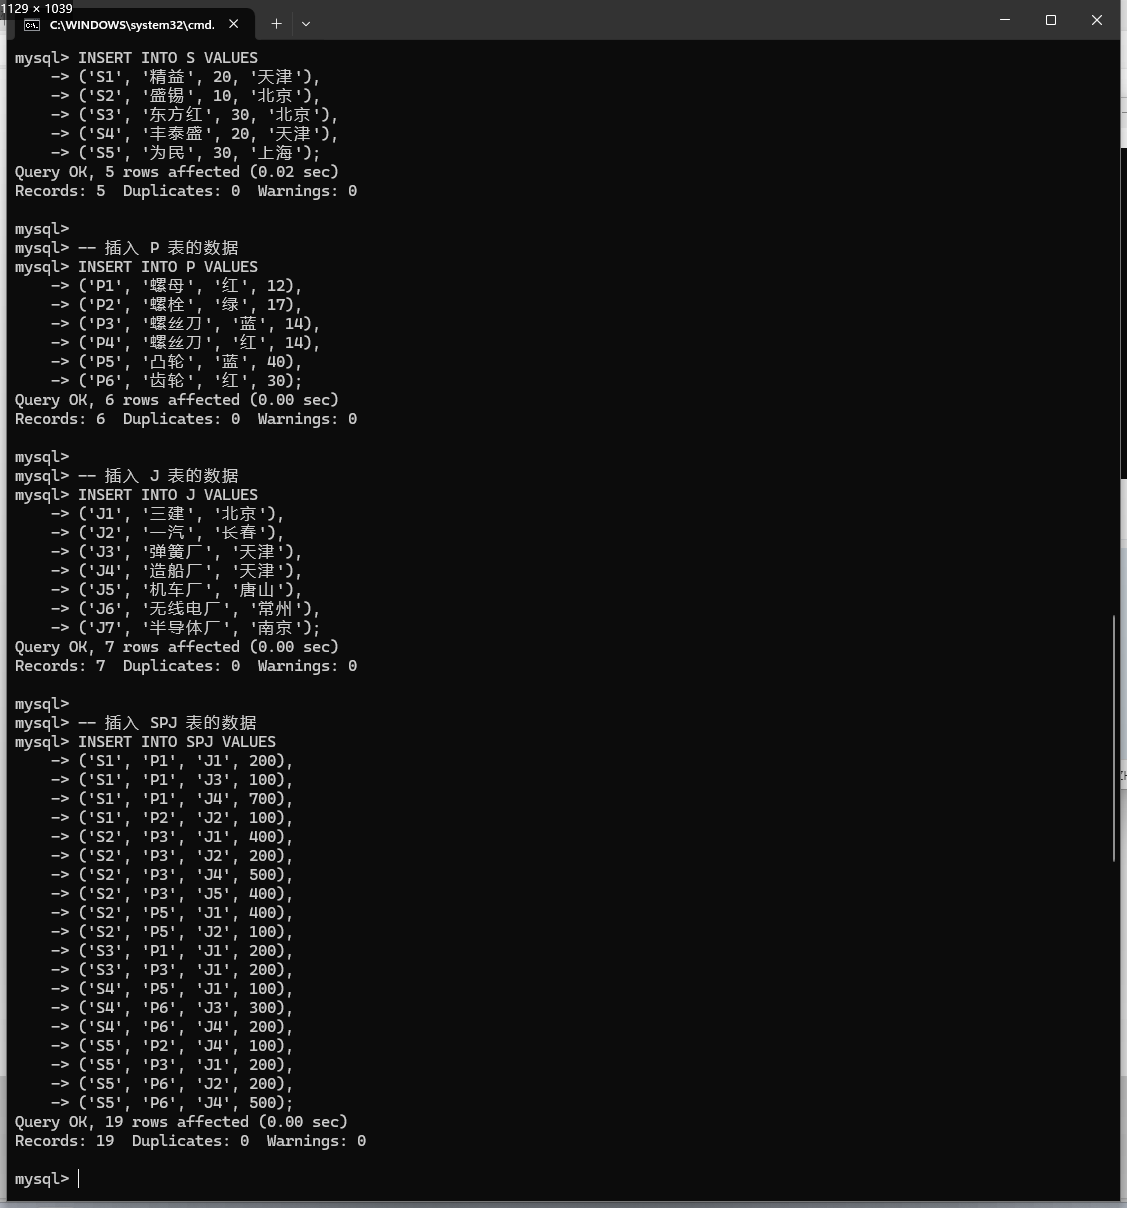 1129 × 1039
C:\WINDOWS\system32\cmd.
mysql> INSERT INTO S VALUES
    -> ('S1', '精益', 20, '天津'),
    -> ('S2', '盛锡', 10, '北京'),
    -> ('S3', '东方红', 30, '北京'),
    -> ('S4', '丰泰盛', 20, '天津'),
    -> ('S5', '为民', 30, '上海');
Query OK, 5 rows affected (0.02 sec)
Records: 5  Duplicates: 0  Warnings: 0
mysql>
mysql> -- 插入 P 表的数据
mysql> INSERT INTO P VALUES
    -> ('P1', '螺母', '红', 12),
    -> ('P2', '螺栓', '绿', 17),
    -> ('P3', '螺丝刀', '蓝', 14),
    -> ('P4', '螺丝刀', '红', 14),
    -> ('P5', '凸轮', '蓝', 40),
    -> ('P6', '齿轮', '红', 30);
Query OK, 6 rows affected (0.00 sec)
Records: 6  Duplicates: 0  Warnings: 0
mysql>
mysql> -- 插入 J 表的数据
mysql> INSERT INTO J VALUES
    -> ('J1', '三建', '北京'),
    -> ('J2', '一汽', '长春'),
    -> ('J3', '弹簧厂', '天津'),
    -> ('J4', '造船厂', '天津'),
    -> ('J5', '机车厂', '唐山'),
    -> ('J6', '无线电厂', '常州'),
    -> ('J7', '半导体厂', '南京');
Query OK, 7 rows affected (0.00 sec)
Records: 7  Duplicates: 0  Warnings: 0
mysql>
mysql> -- 插入 SPJ 表的数据
mysql> INSERT INTO SPJ VALUES
    -> ('S1', 'P1', 'J1', 200),
    -> ('S1', 'P1', 'J3', 100),
    -> ('S1', 'P1', 'J4', 700),
    -> ('S1', 'P2', 'J2', 100),
    -> ('S2', 'P3', 'J1', 400),
    -> ('S2', 'P3', 'J2', 200),
    -> ('S2', 'P3', 'J4', 500),
    -> ('S2', 'P3', 'J5', 400),
    -> ('S2', 'P5', 'J1', 400),
    -> ('S2', 'P5', 'J2', 100),
    -> ('S3', 'P1', 'J1', 200),
    -> ('S3', 'P3', 'J1', 200),
    -> ('S4', 'P5', 'J1', 100),
    -> ('S4', 'P6', 'J3', 300),
    -> ('S4', 'P6', 'J4', 200),
    -> ('S5', 'P2', 'J4', 100),
    -> ('S5', 'P3', 'J1', 200),
    -> ('S5', 'P6', 'J2', 200),
    -> ('S5', 'P6', 'J4', 500);
Query OK, 19 rows affected (0.00 sec)
Records: 19  Duplicates: 0  Warnings: 0
mysql>